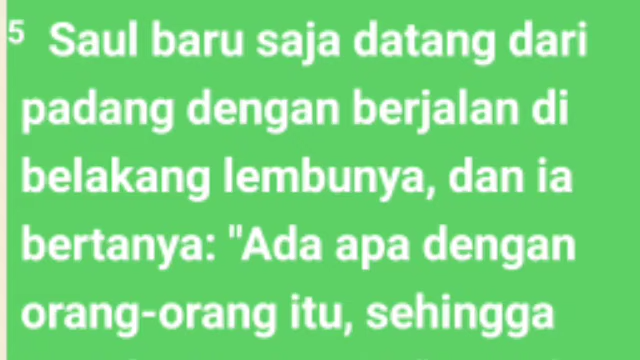 5 Saul baru saja datang dari
padang dengan berjalan di
belakang lembunya, dan ia
bertanya: "Ada apa dengan
orang-orang itu, sehingga